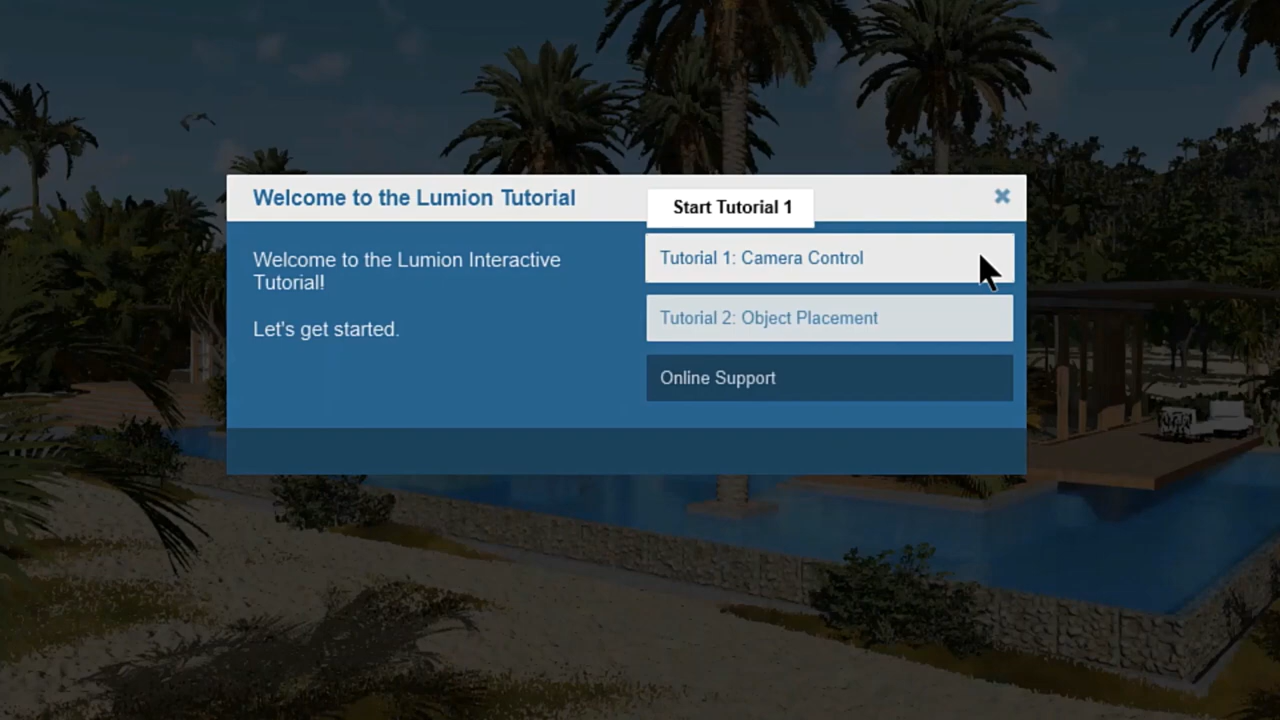 Welcome to the Lumion Tutorial
Start Tutorial 1
Welcome to the Lumion Interactive
Tutorial!
Let's get started.
Tutorial 1: Camera Control
Tutorial 2: Object Placement
Online Support